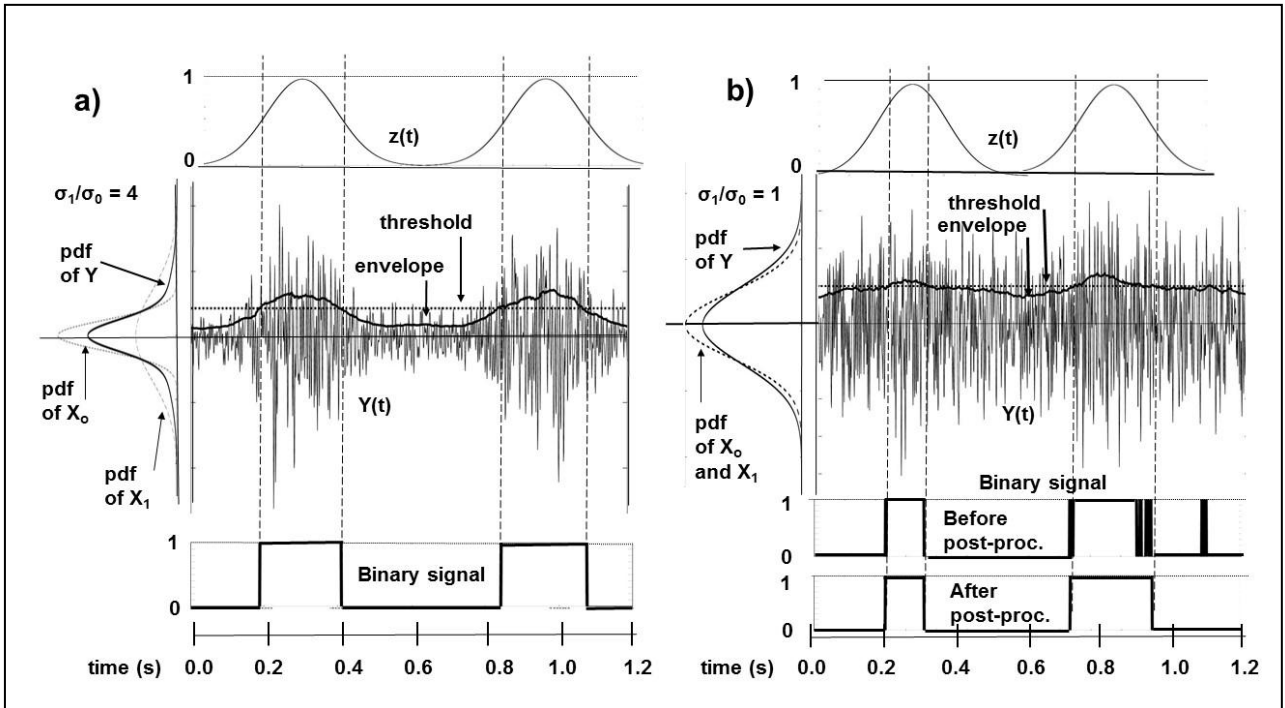 a)
1
0
z(t)
σ₁/σ₀ = 4
pdf
of Y
threshold
envelope
pdf
of Xₒ
pdf
of X₁
Y(t)
1
0
Binary signal
time (s)
0.0 0.2 0.4 0.6 0.8 1.0 1.2
b)
1
0
z(t)
σ₁/σ₀ = 1
pdf
of Y
threshold
envelope
pdf
of Xₒ
and X₁
Y(t)
Binary signal
1
0
Before
post-proc.
1
0
After
post-proc.
time (s)
0.0 0.2 0.4 0.6 0.8 1.0 1.2